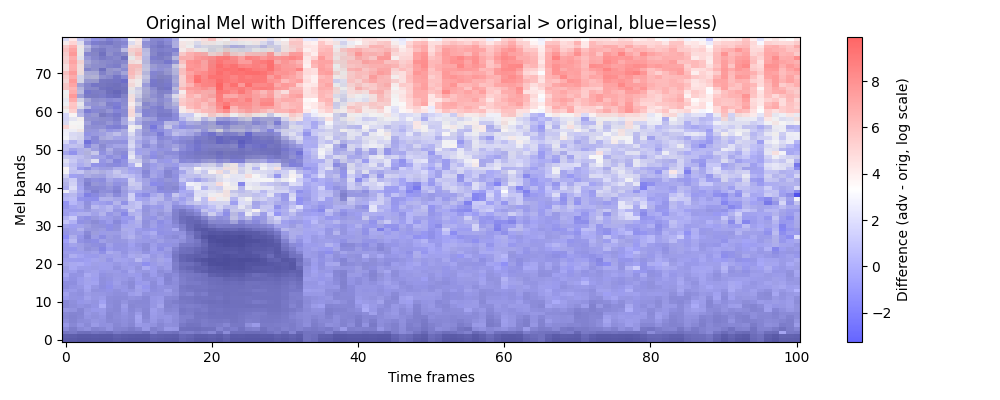 Original Mel with Differences (red=adversarial > original, blue=less)
Mel bands
70
60
50
40
30
20
10
0
0 20 40 60 80 100
Time frames
8
6
4
2
0
−2
Difference (adv - orig, log scale)